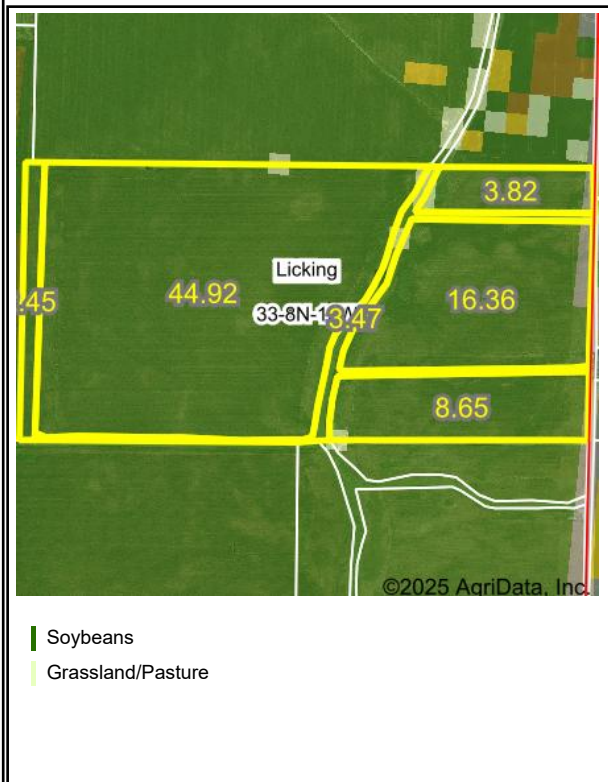 3.82
Licking
44.92
16.36
.45
3.47
8.65
©2025 AgriData, Inc.
Soybeans
Grassland/Pasture